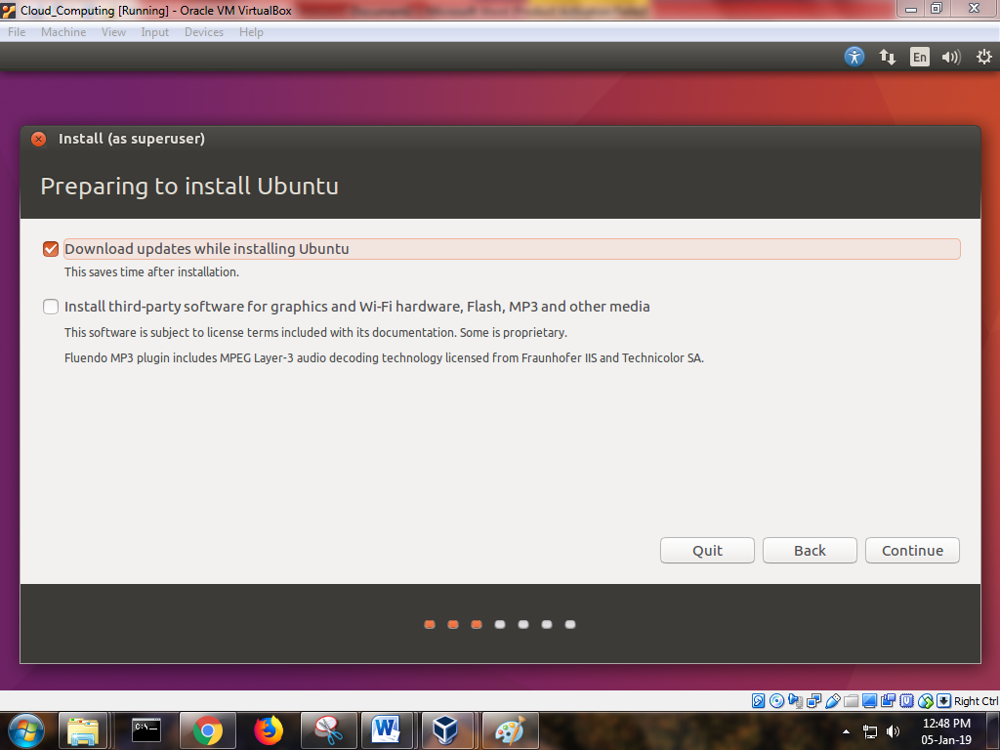 Cloud_Computing [Running] - Oracle VM VirtualBox
File Machine View Input Devices Help
En
Install (as superuser)
Preparing to install Ubuntu
Download updates while installing Ubuntu
This saves time after installation.
Install third-party software for graphics and Wi-Fi hardware, Flash, MP3 and other media
This software is subject to license terms included with its documentation. Some is proprietary.
Fluendo MP3 plugin includes MPEG Layer-3 audio decoding technology licensed from Fraunhofer IIS and Technicolor SA.
Quit Back Continue
Right Ctrl
C:\-
W
12:48 PM
05-Jan-19